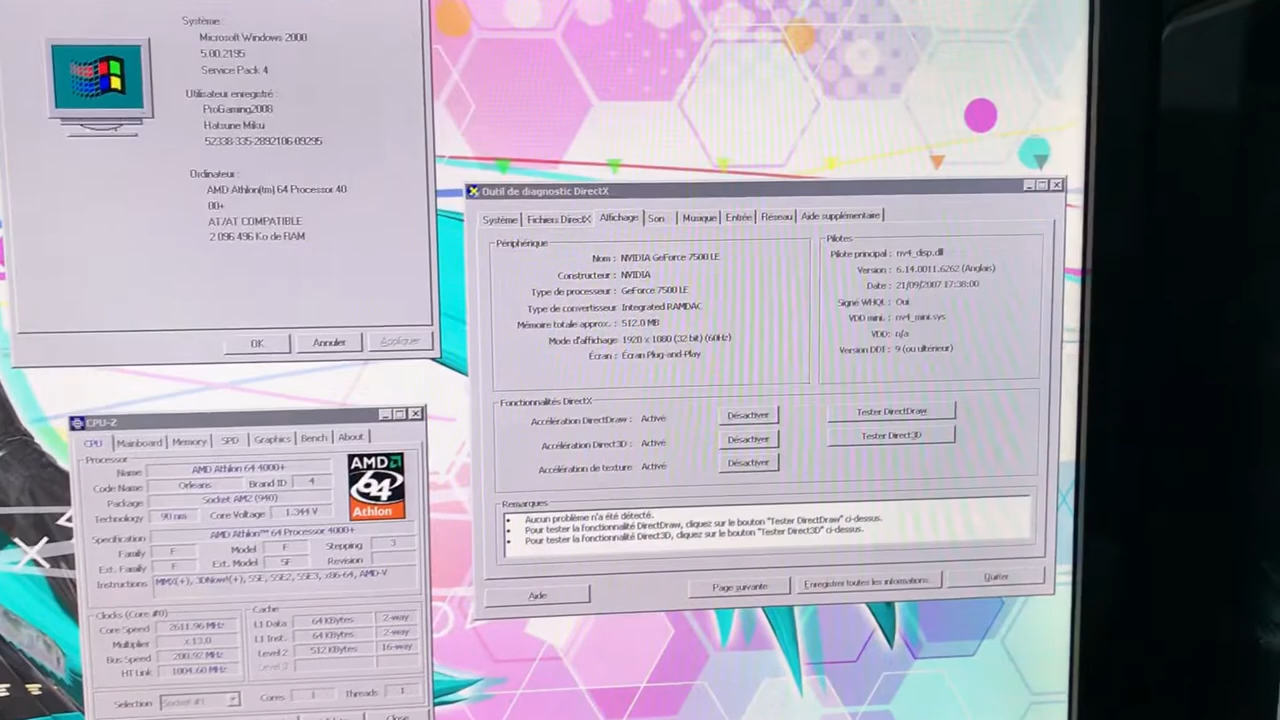 Système :
Microsoft Windows 2000
5.00.2195
Service Pack 4
Utilisateur enregistré :
ProGaming2008
Hatsune Miku
52338-335-2892106-09295
Ordinateur :
AMD Athlon(tm) 64 Processor 40
00+
AT/AT COMPATIBLE
2 096 496 Ko de RAM
OK Annuler Appliquer
Outil de diagnostic DirectX
Système Fichiers DirectX Affichage Son Musique Entrée Réseau Aide supplémentaire
Périphérique
Nom : NVIDIA GeForce 7500 LE
Constructeur : NVIDIA
Type de processeur : GeForce 7500 LE
Type de convertisseur Integrated RAMDAC
Mémoire totale approx. : 512.0 MB
Mode d'affichage 1920 x 1080 (32 bit) (60Hz)
Écran : Écran Plug-and-Play
Pilotes
Pilote principal : nv4_disp.dll
Version : 6.14.0011.6262 (Anglais)
Date : 21/09/2007 17:38:00
Signé WHQL : Oui
VDD mini. : nv4_mini.sys
VDD: n/a
Version DDI : 9 (ou ultérieur)
Fonctionnalités DirectX
Accélération DirectDraw : Activé Désactiver Tester DirectDraw
Accélération Direct3D : Activé Désactiver Tester Direct3D
Accélération de texture Activé Désactiver
Remarques
Aucun problème n'a été détecté.
Pour tester la fonctionnalité DirectDraw, cliquez sur le bouton "Tester DirectDraw" ci-dessus.
Pour tester la fonctionnalité Direct3D, cliquez sur le bouton "Tester Direct3D" ci-dessus.
Aide Page suivante Enregistrer toutes les informations... Quitter
CPU-Z
CPU Mainboard Memory SPD Graphics Bench About
Processor
Name AMD Athlon 64 4000+
Code Name Orleans Brand ID 4
Package Socket AM2 (940)
Technology 90 nm Core Voltage 1.344 V
AMD 64 Athlon
Specification AMD Athlon™ 64 Processor 4000+
Family F Model F Stepping 3
Ext. Family F Ext. Model 5F Revision
Instructions MMX(+), 3DNow!(+), SSE, SSE2, SSE3, x86-64, AMD-V
Clocks (Core #0)
Core Speed 2611.96 MHz
Multiplier x 13.0
Bus Speed 200.92 MHz
HT Link 1004.60 MHz
Cache
L1 Data 64 KBytes 2-way
L1 Inst. 64 KBytes 2-way
Level 2 512 KBytes 16-way
Level 3
Selection Socket #1 Cores 1 Threads 1
Close